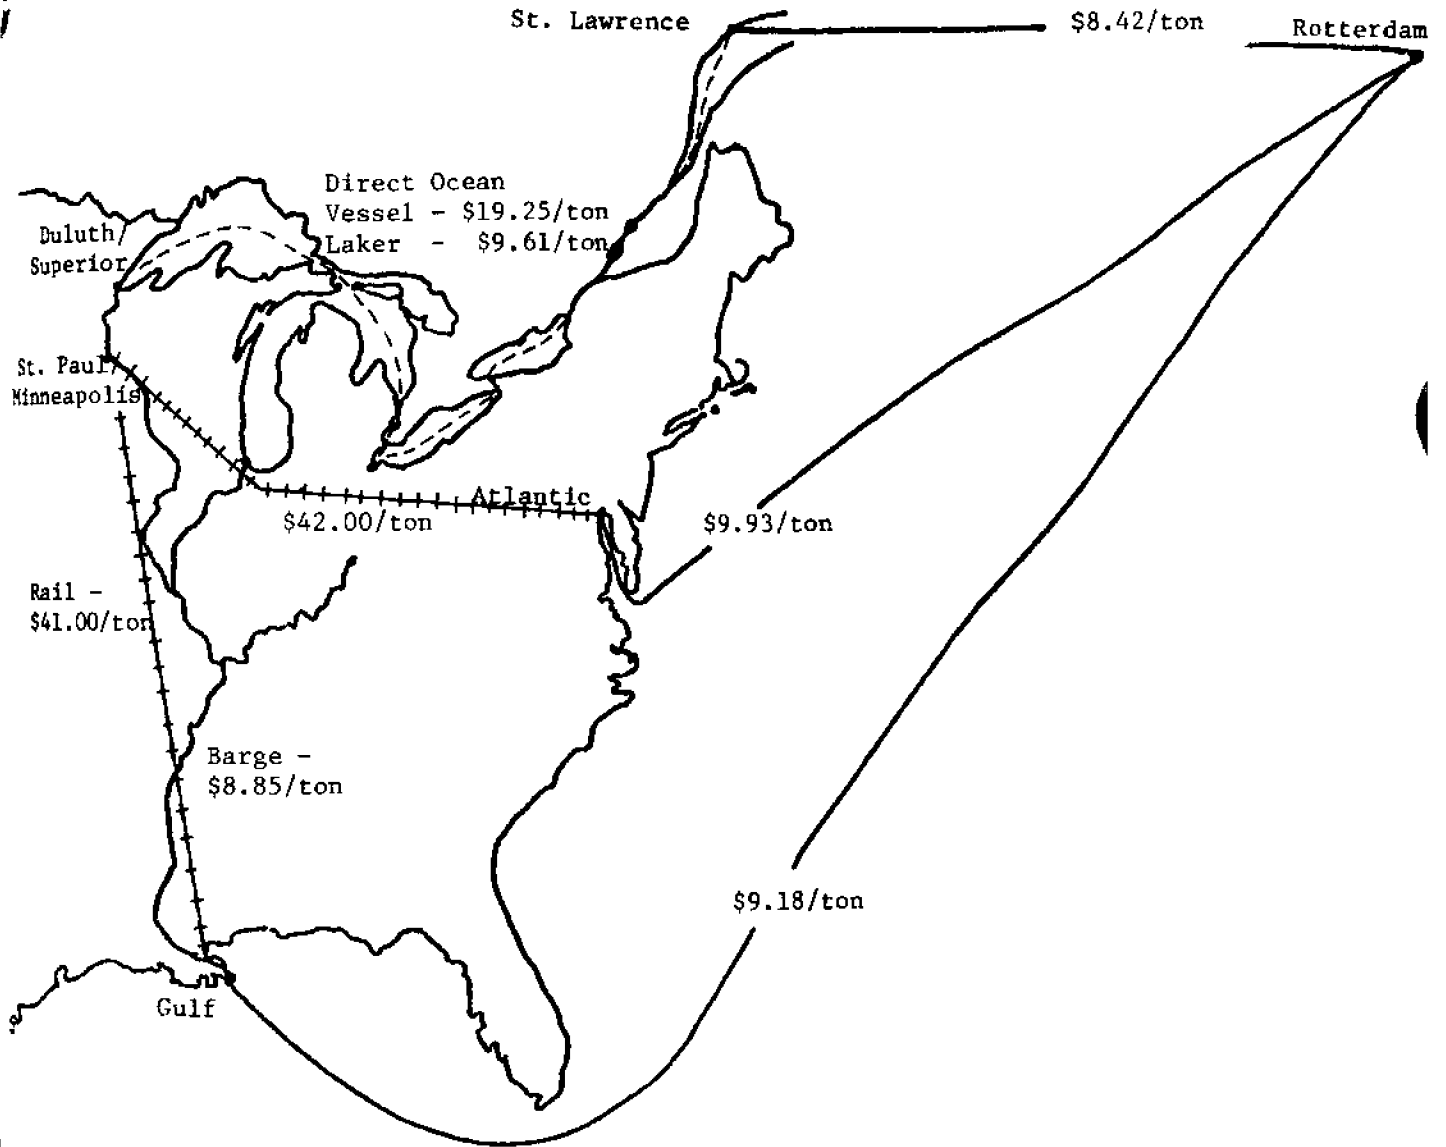 St. Lawrence
$8.42/ton
Rotterdam
Direct Ocean
Vessel - $19.25/ton
Laker - $9.61/ton
Duluth/
Superior
St. Paul/
Minneapolis
Atlantic
$42.00/ton
$9.93/ton
Rail -
$41.00/ton
Barge -
$8.85/ton
$9.18/ton
Gulf